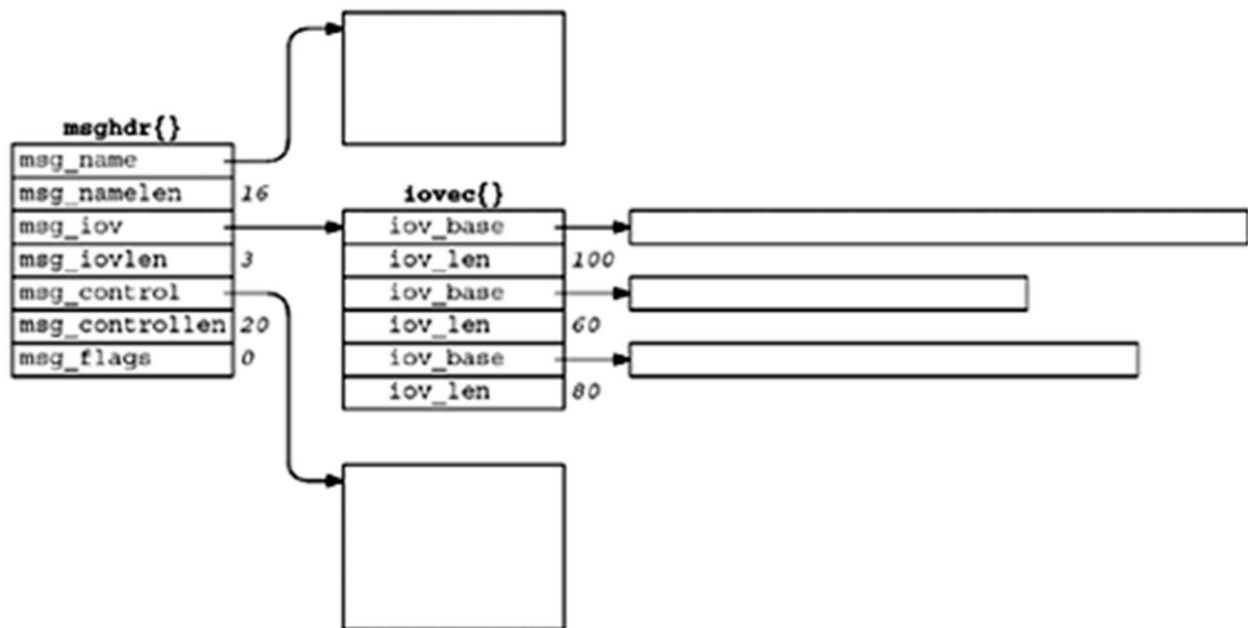 msghdr{}
msg_name
msg_namelen 16
msg_iov
msg_iovlen 3
msg_control
msg_controllen 20
msg_flags 0
iovec{}
iov_base
iov_len 100
iov_base
iov_len 60
iov_base
iov_len 80